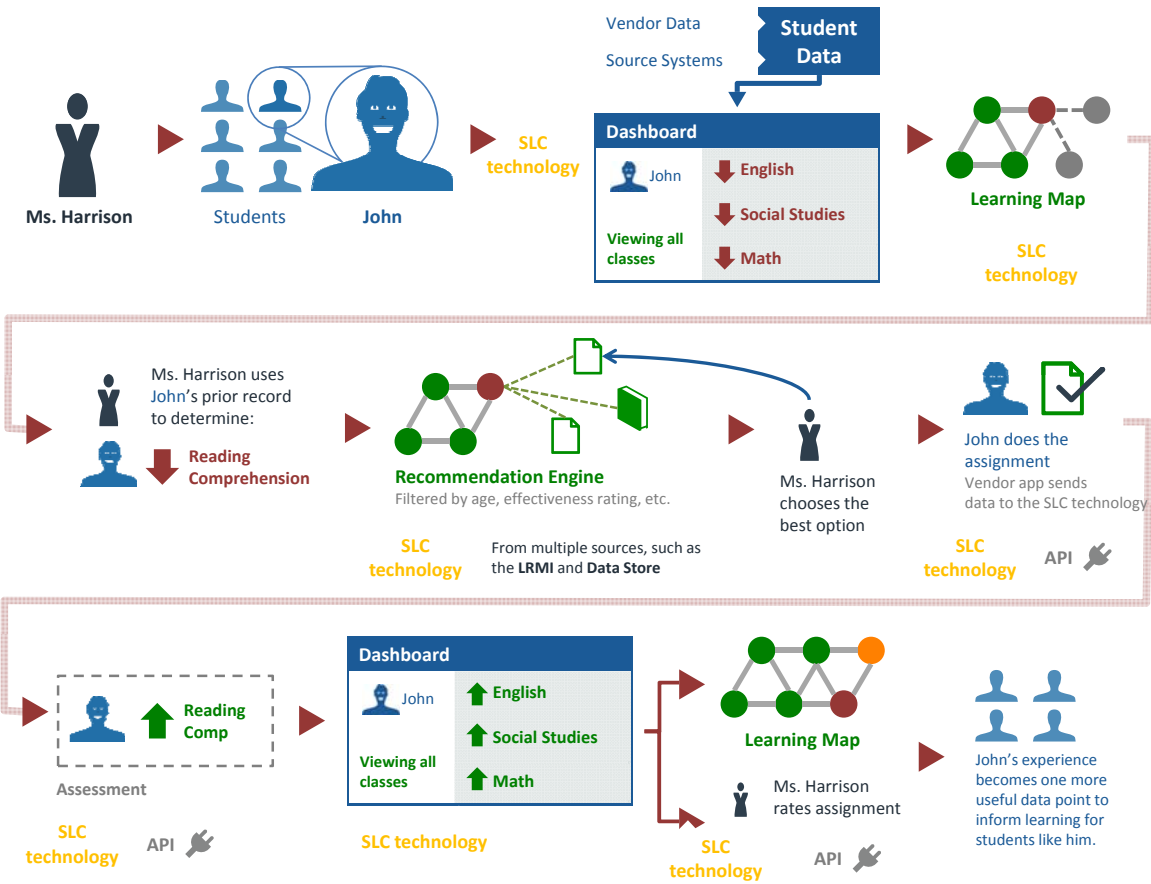 Vendor Data
Source Systems
Student
Data
Ms. Harrison
Students
John
SLC
technology
Dashboard
John
Viewing all
classes
English
Social Studies
Math
Learning Map
SLC
technology
Ms. Harrison uses
John's prior record
to determine:
Reading
Comprehension
Recommendation Engine
Filtered by age, effectiveness rating, etc.
SLC
technology
From multiple sources, such as
the LRMI and Data Store
Ms. Harrison
chooses the
best option
John does the
assignment
Vendor app sends
data to the SLC technology
SLC
technology
API
Reading
Comp
Assessment
SLC
technology
API
Dashboard
John
Viewing all
classes
English
Social Studies
Math
SLC technology
Learning Map
Ms. Harrison
rates assignment
SLC
technology
API
John's experience
becomes one more
useful data point to
inform learning for
students like him.